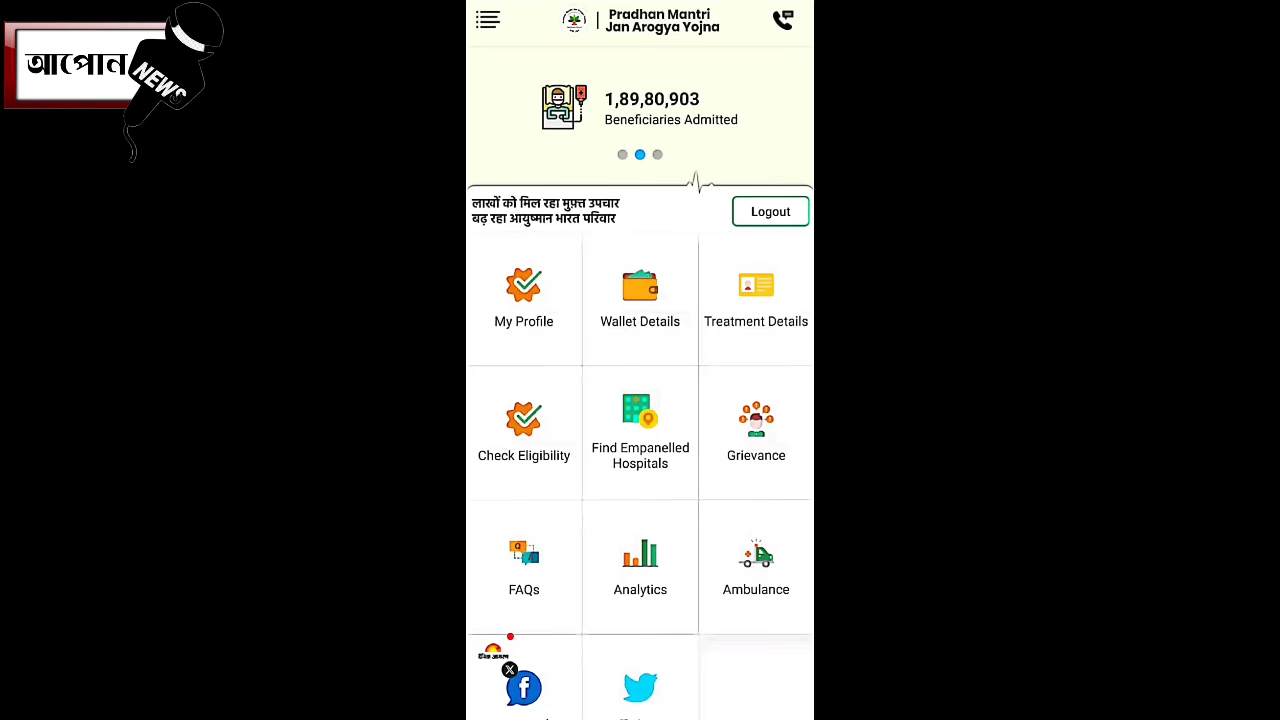 আপোন
NEWS
Pradhan Mantri
Jan Arogya Yojna
1,89,80,903
Beneficiaries Admitted
लाखों को मिल रहा मुफ़्त उपचार
बढ़ रहा आयुष्मान भारत परिवार
Logout
My Profile
Wallet Details
Treatment Details
Check Eligibility
Find Empanelled
Hospitals
Grievance
FAQs
Analytics
Ambulance